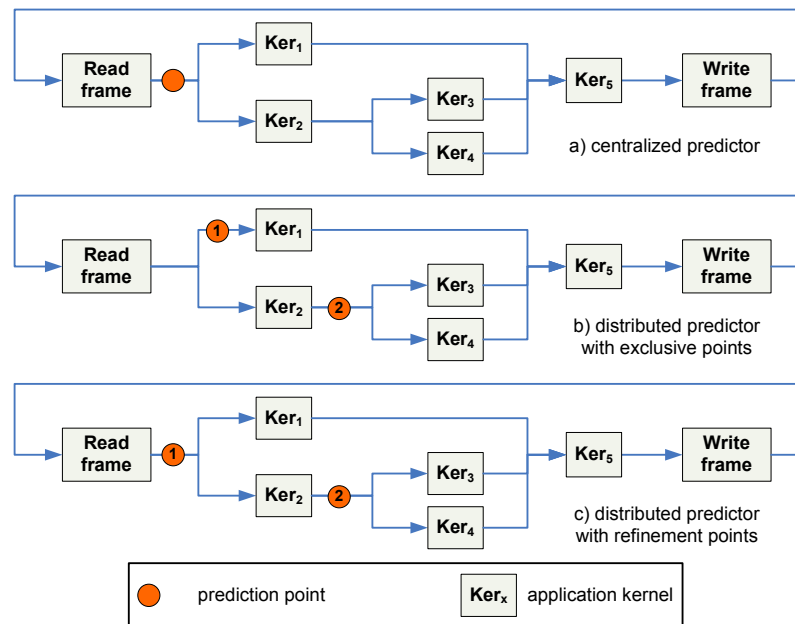 Read
frame
Ker1
Ker2
Ker3
Ker4
Ker5
Write
frame
a) centralized predictor
Read
frame
1
Ker1
Ker2
2
Ker3
Ker4
Ker5
Write
frame
b) distributed predictor
with exclusive points
Read
frame
1
Ker1
Ker2
2
Ker3
Ker4
Ker5
Write
frame
c) distributed predictor
with refinement points
prediction point
Kerx
application kernel